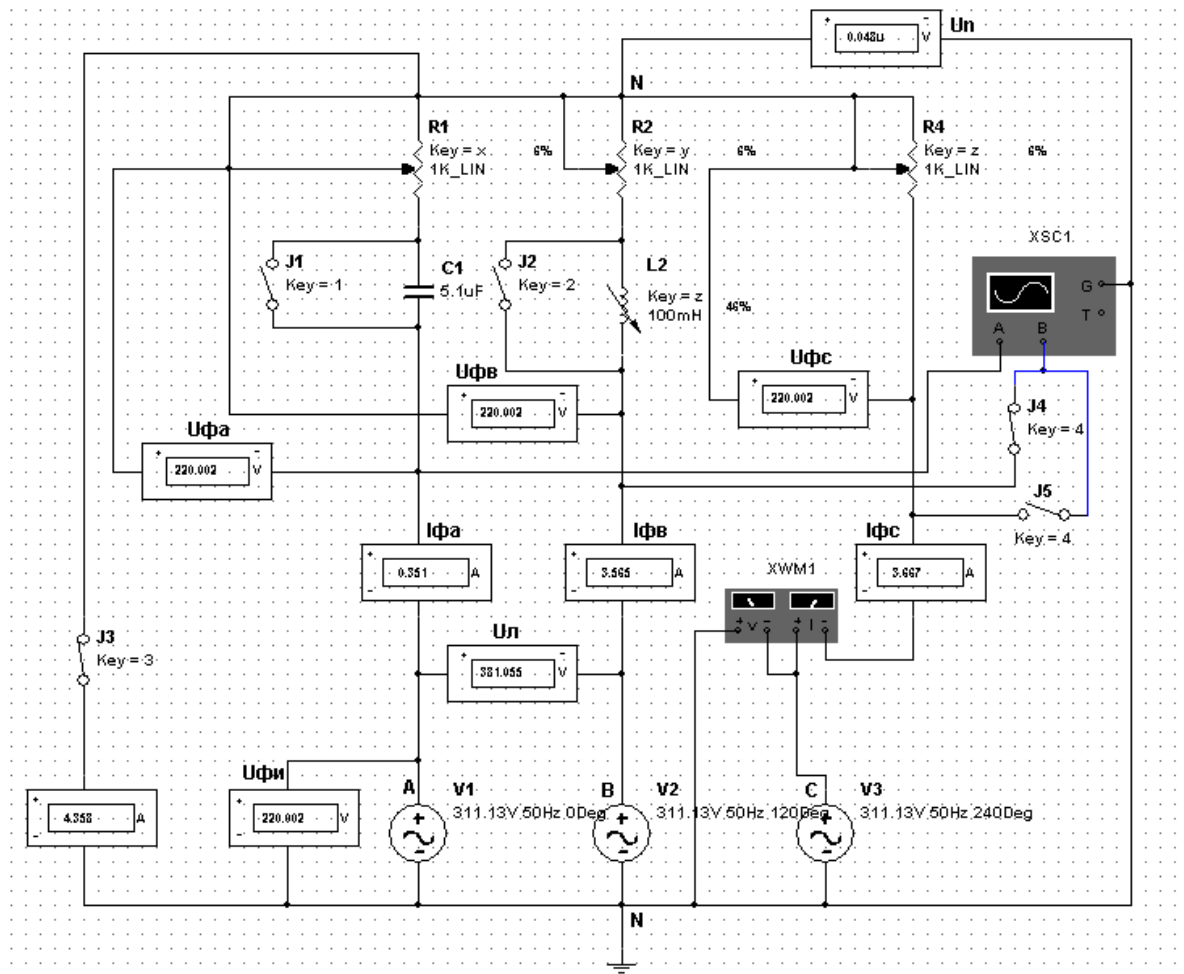 Uп
0.048u V
N
R1
Key = x 6%
1K_LIN
R2
Key = y 6%
1K_LIN
R4
Key = z 6%
1K_LIN
XSC1
G
T
A B
J1
Key = 1
C1
5.1uF
J2
Key = 2
L2
Key = z
100mH
46%
Uфв
220.002 V
Uфс
220.002 V
J4
Key = 4
Uфа
220.002 V
J5
Key = 4
Iфа
0.351 A
Iфв
3.565 A
Iфс
3.667 A
XWM1
V I
J3
Key = 3
Uл
381.055 V
4.358 A
Uфи
220.002 V
A V1
311.13V 50Hz 0Deg
B V2
311.13V 50Hz 120Deg
C V3
311.13V 50Hz 240Deg
N